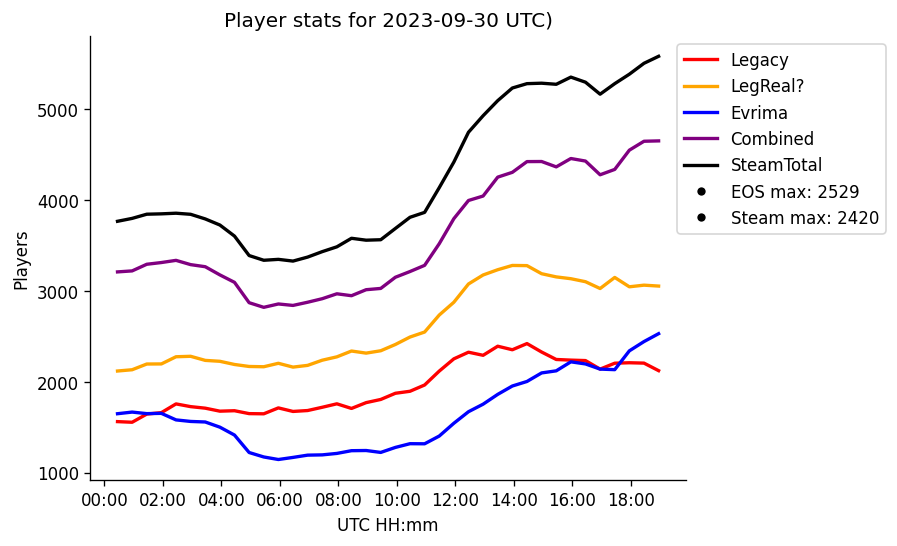 Player stats for 2023-09-30 UTC)
Legacy
LegReal?
Evrima
Combined
SteamTotal
EOS max: 2529
Steam max: 2420
Players
5000
4000
3000
2000
1000
00:00 02:00 04:00 06:00 08:00 10:00 12:00 14:00 16:00 18:00
UTC HH:mm